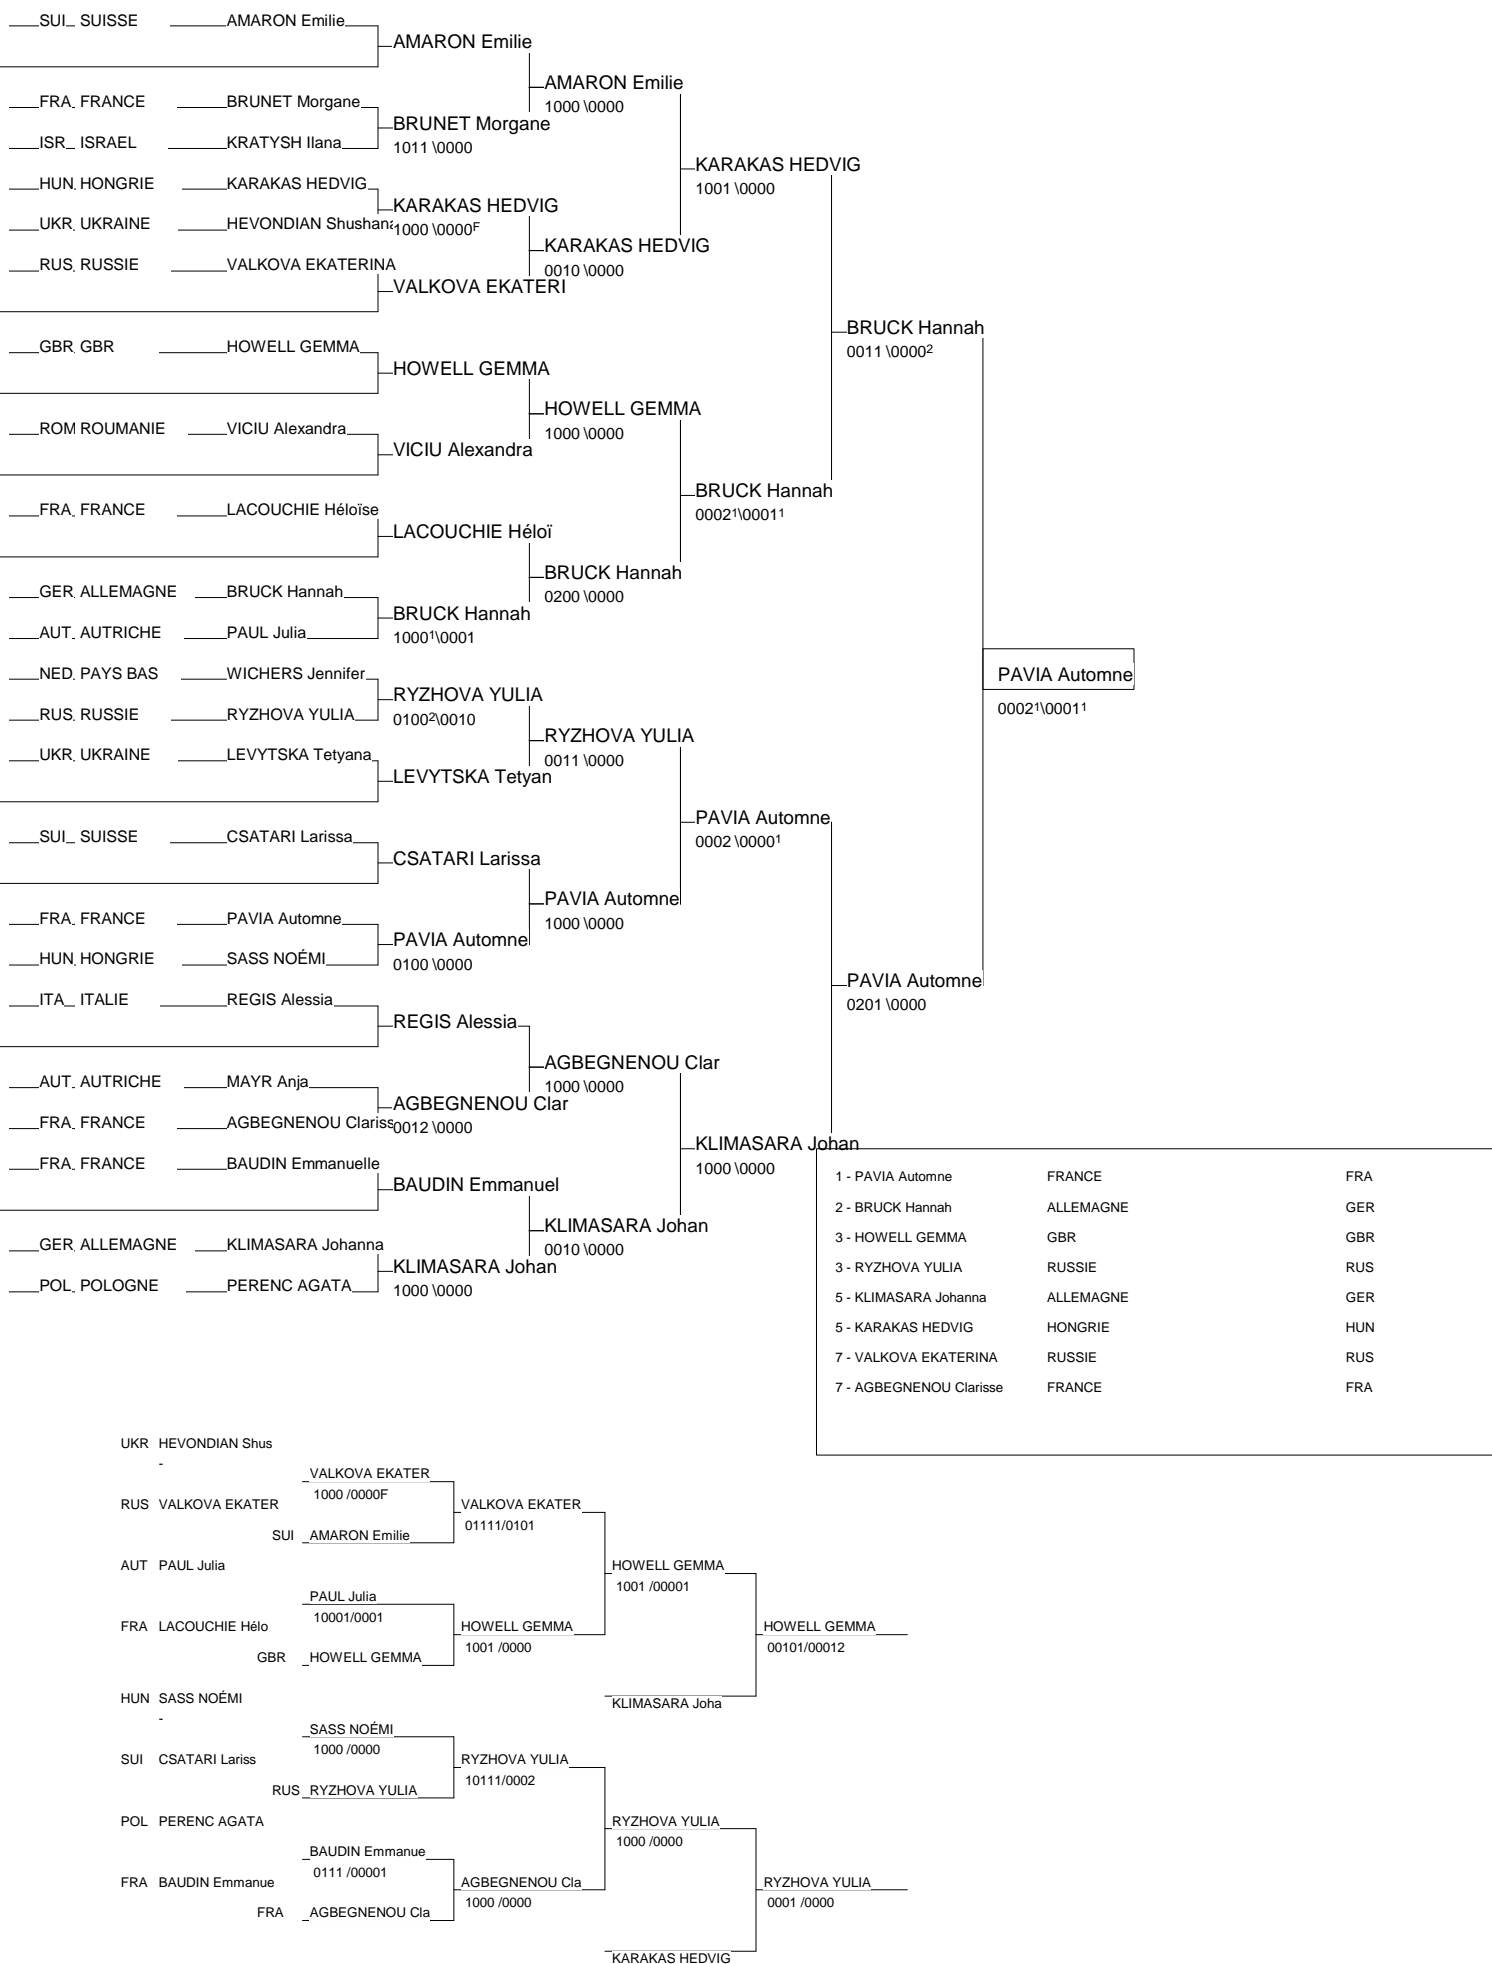 SUI SUISSE AMARON Emilie
AMARON Emilie
AMARON Emilie
1000 \0000
FRA FRANCE BRUNET Morgane
BRUNET Morgane
1011 \0000
ISR ISRAEL KRATYSH Ilana
KARAKAS HEDVIG
1001 \0000
HUN HONGRIE KARAKAS HEDVIG
KARAKAS HEDVIG
1000 \0000F
UKR UKRAINE HEVONDIAN Shushana
KARAKAS HEDVIG
0010 \0000
RUS RUSSIE VALKOVA EKATERINA
VALKOVA EKATERI
BRUCK Hannah
0011 \0000²
GBR GBR HOWELL GEMMA
HOWELL GEMMA
HOWELL GEMMA
1000 \0000
ROM ROUMANIE VICIU Alexandra
VICIU Alexandra
BRUCK Hannah
0002¹\0001¹
FRA FRANCE LACOUCHIE Héloïse
LACOUCHIE Héloï
BRUCK Hannah
0200 \0000
GER ALLEMAGNE BRUCK Hannah
BRUCK Hannah
1000¹\0001
AUT AUTRICHE PAUL Julia
PAVIA Automne
0002¹\0001¹
NED PAYS BAS WICHERS Jennifer
RYZHOVA YULIA
0100²\0010
RUS RUSSIE RYZHOVA YULIA
RYZHOVA YULIA
0011 \0000
UKR UKRAINE LEVYTSKA Tetyana
LEVYTSKA Tetyan
PAVIA Automne
0002 \0000¹
SUI SUISSE CSATARI Larissa
CSATARI Larissa
PAVIA Automne
1000 \0000
FRA FRANCE PAVIA Automne
PAVIA Automne
0100 \0000
HUN HONGRIE SASS NOÉMI
PAVIA Automne
0201 \0000
ITA ITALIE REGIS Alessia
REGIS Alessia
AGBEGNENOU Clar
1000 \0000
AUT AUTRICHE MAYR Anja
AGBEGNENOU Clar
0012 \0000
FRA FRANCE AGBEGNENOU Clariss
KLIMASARA Johan
1000 \0000
FRA FRANCE BAUDIN Emmanuelle
BAUDIN Emmanuel
KLIMASARA Johan
0010 \0000
GER ALLEMAGNE KLIMASARA Johanna
KLIMASARA Johan
1000 \0000
POL POLOGNE PERENC AGATA
1 - PAVIA Automne FRANCE FRA
2 - BRUCK Hannah ALLEMAGNE GER
3 - HOWELL GEMMA GBR GBR
3 - RYZHOVA YULIA RUSSIE RUS
5 - KLIMASARA Johanna ALLEMAGNE GER
5 - KARAKAS HEDVIG HONGRIE HUN
7 - VALKOVA EKATERINA RUSSIE RUS
7 - AGBEGNENOU Clarisse FRANCE FRA
UKR HEVONDIAN Shus
-
VALKOVA EKATER
1000 /0000F
RUS VALKOVA EKATER
VALKOVA EKATER
01111/0101
SUI AMARON Emilie
AUT PAUL Julia
HOWELL GEMMA
1001 /00001
PAUL Julia
10001/0001
FRA LACOUCHIE Hélo
HOWELL GEMMA
1001 /0000
HOWELL GEMMA
00101/00012
GBR HOWELL GEMMA
HUN SASS NOÉMI
-
KLIMASARA Joha
SASS NOÉMI
1000 /0000
SUI CSATARI Lariss
RYZHOVA YULIA
10111/0002
RUS RYZHOVA YULIA
POL PERENC AGATA
RYZHOVA YULIA
1000 /0000
BAUDIN Emmanue
0111 /00001
FRA BAUDIN Emmanue
AGBEGNENOU Cla
1000 /0000
RYZHOVA YULIA
0001 /0000
FRA AGBEGNENOU Cla
KARAKAS HEDVIG